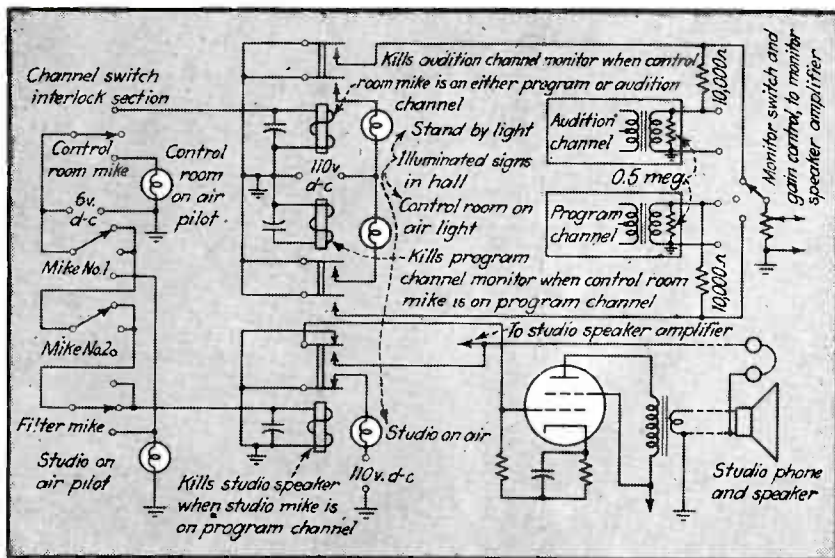 Channel switch
interlock section
Control
room mike
Control
room on
air pilot
6v.
d-c
Mike No.1
Mike No.2
Filter mike
Studio on
air pilot
Kills audition channel monitor when control
room mike is on either program or audition
channel
Stand by light
110v.
d-c
Illuminated signs
in hall
Control room on
air light
Kills program
channel monitor when control room
mike is on program channel
Audition
channel
0.5 meg.
Program
channel
10,000Ω
10,000Ω
Monitor switch and
gain control, to monitor
speaker amplifier
To studio speaker amplifier
Studio on air
110v. d-c
Kills studio speaker
when studio mike is
on program channel
Studio phone
and speaker